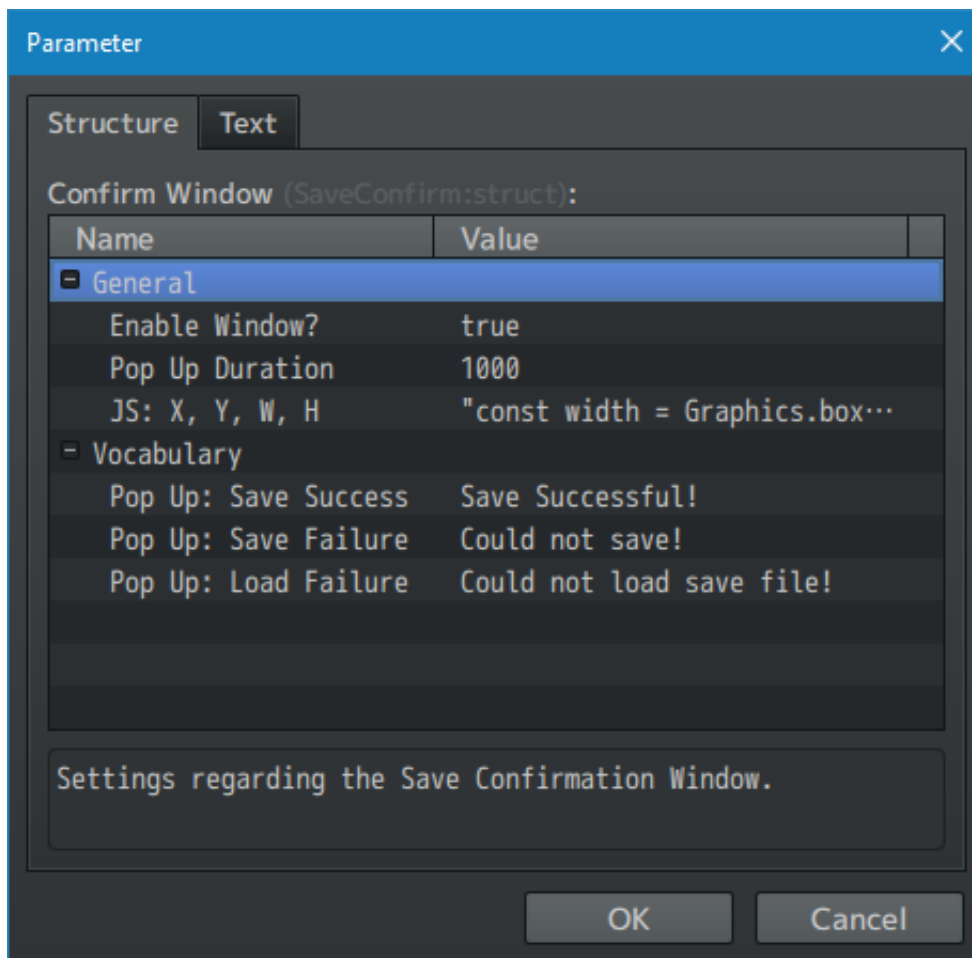 Parameter
Structure Text
Confirm Window (SaveConfirm:struct):
Name Value
General
Enable Window? true
Pop Up Duration 1000
JS: X, Y, W, H "const width = Graphics.box…
Vocabulary
Pop Up: Save Success Save Successful!
Pop Up: Save Failure Could not save!
Pop Up: Load Failure Could not load save file!
Settings regarding the Save Confirmation Window.
OK Cancel